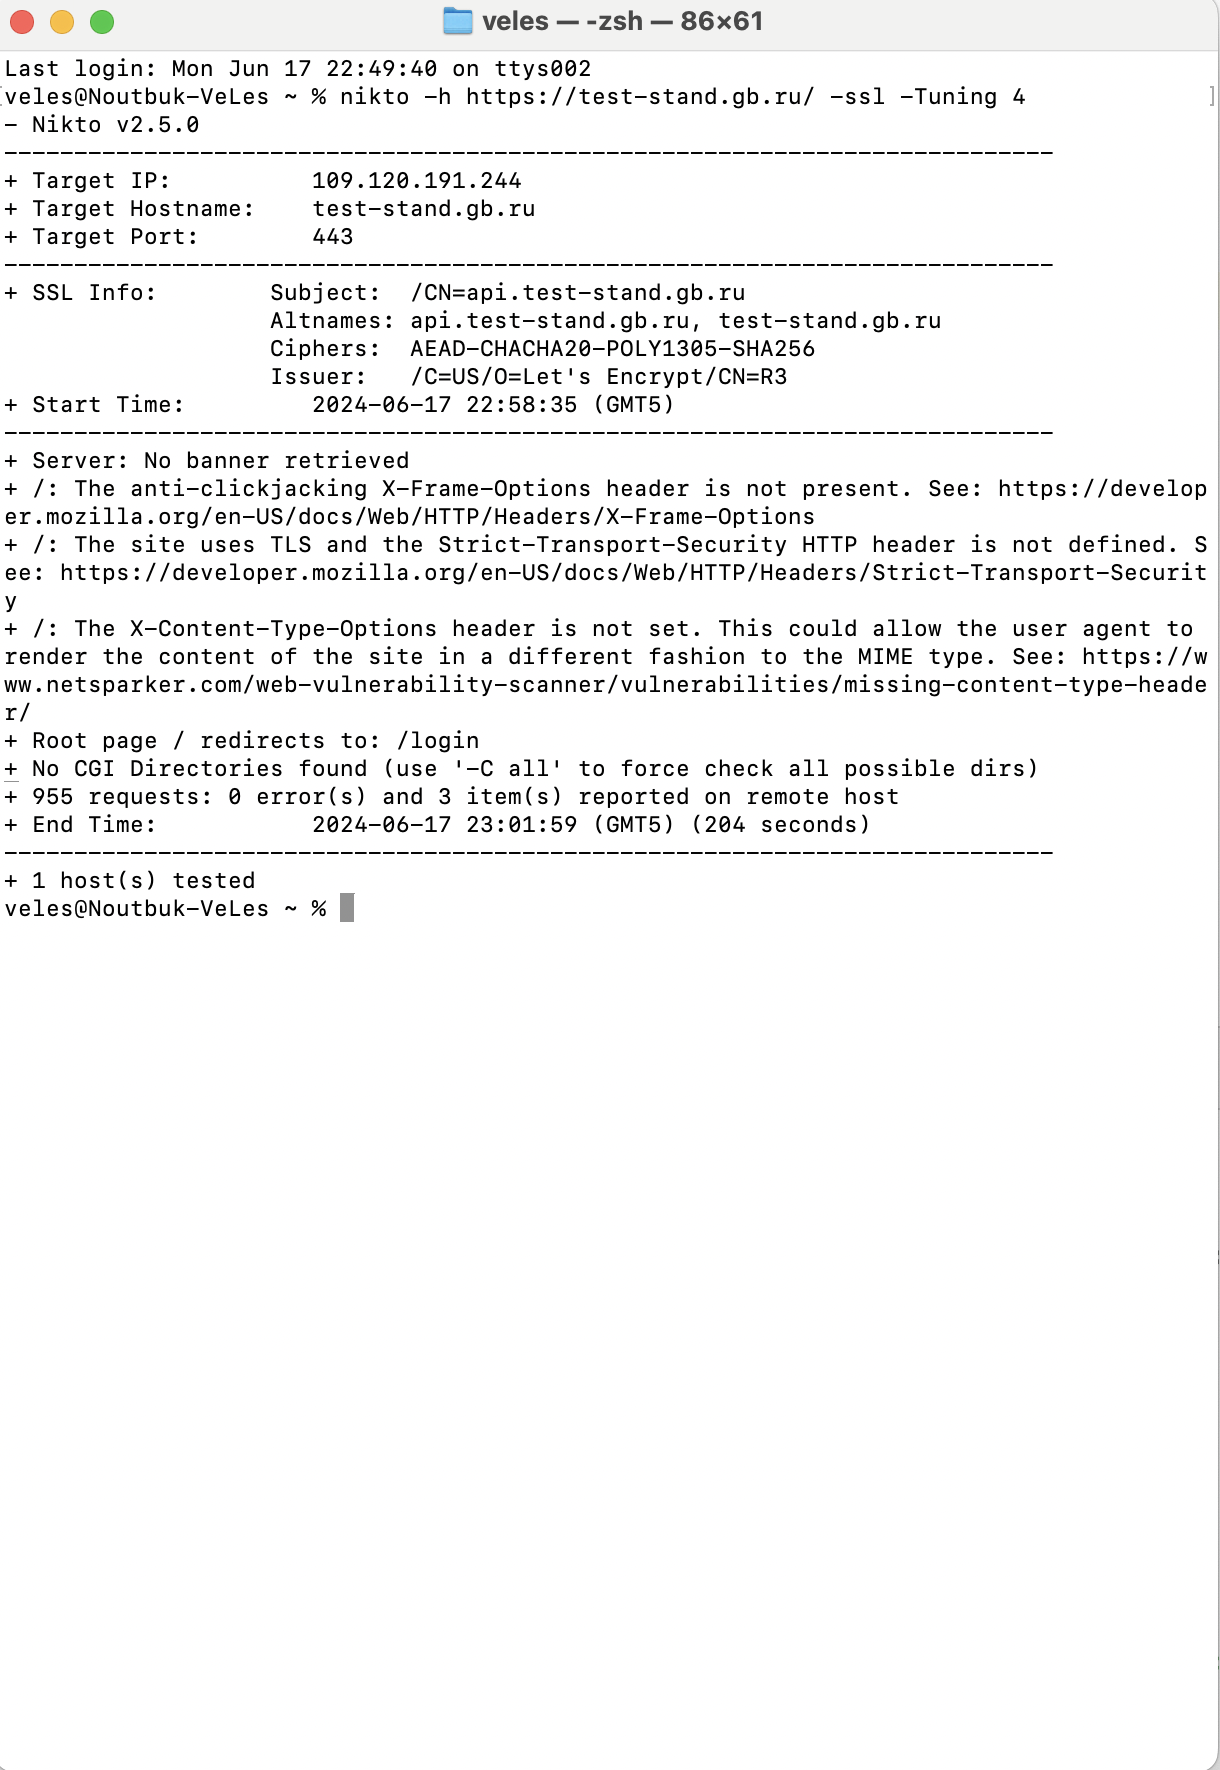 veles — -zsh — 86×61
Last login: Mon Jun 17 22:49:40 on ttys002
[veles@Noutbuk-VeLes ~ % nikto -h https://test-stand.gb.ru/ -ssl -Tuning 4 ]
- Nikto v2.5.0
---------------------------------------------------------------------------
+ Target IP:          109.120.191.244
+ Target Hostname:    test-stand.gb.ru
+ Target Port:        443
---------------------------------------------------------------------------
+ SSL Info:        Subject:  /CN=api.test-stand.gb.ru
                   Altnames: api.test-stand.gb.ru, test-stand.gb.ru
                   Ciphers:  AEAD-CHACHA20-POLY1305-SHA256
                   Issuer:   /C=US/O=Let's Encrypt/CN=R3
+ Start Time:         2024-06-17 22:58:35 (GMT5)
---------------------------------------------------------------------------
+ Server: No banner retrieved
+ /: The anti-clickjacking X-Frame-Options header is not present. See: https://develop
er.mozilla.org/en-US/docs/Web/HTTP/Headers/X-Frame-Options
+ /: The site uses TLS and the Strict-Transport-Security HTTP header is not defined. S
ee: https://developer.mozilla.org/en-US/docs/Web/HTTP/Headers/Strict-Transport-Securit
y
+ /: The X-Content-Type-Options header is not set. This could allow the user agent to
render the content of the site in a different fashion to the MIME type. See: https://w
ww.netsparker.com/web-vulnerability-scanner/vulnerabilities/missing-content-type-heade
r/
+ Root page / redirects to: /login
+ No CGI Directories found (use '-C all' to force check all possible dirs)
+ 955 requests: 0 error(s) and 3 item(s) reported on remote host
+ End Time:           2024-06-17 23:01:59 (GMT5) (204 seconds)
---------------------------------------------------------------------------
+ 1 host(s) tested
veles@Noutbuk-VeLes ~ %